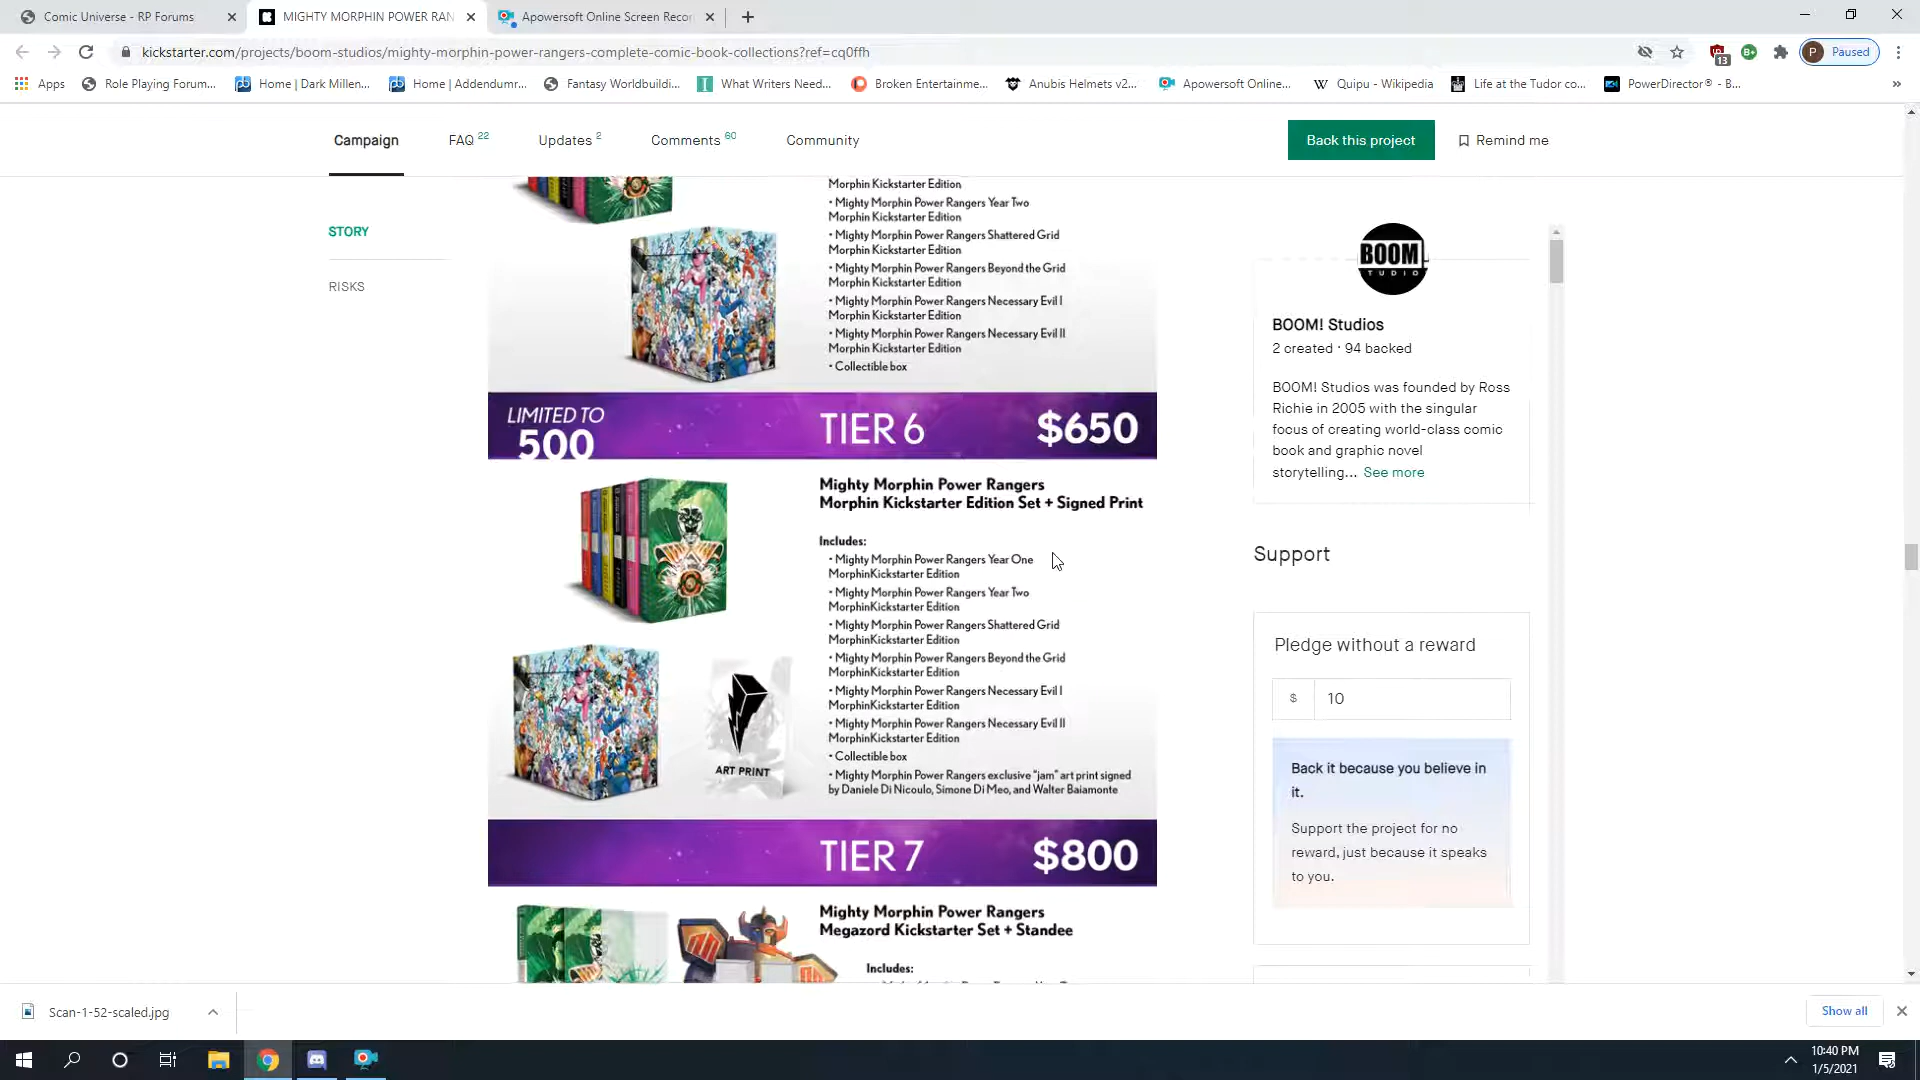 Comic Universe - RP Forums
MIGHTY MORPHIN POWER RAN
Apowersoft Online Screen Recor
kickstarter.com/projects/boom-studios/mighty-morphin-power-rangers-complete-comic-book-collections?ref=cq0ffh
13
B+
P Paused
Apps
Role Playing Forum...
Home | Dark Millen...
Home | Addendumr...
Fantasy Worldbuildi...
What Writers Need...
Broken Entertainme...
Anubis Helmets v2...
Apowersoft Online...
Quipu - Wikipedia
Life at the Tudor co...
PowerDirector® - B...
»
Campaign
FAQ 22
Updates 2
Comments 60
Community
Back this project
Remind me
STORY
RISKS
Morphin Kickstarter Edition
• Mighty Morphin Power Rangers Year Two
Morphin Kickstarter Edition
• Mighty Morphin Power Rangers Shattered Grid
Morphin Kickstarter Edition
• Mighty Morphin Power Rangers Beyond the Grid
Morphin Kickstarter Edition
• Mighty Morphin Power Rangers Necessary Evil I
Morphin Kickstarter Edition
• Mighty Morphin Power Rangers Necessary Evil II
Morphin Kickstarter Edition
• Collectible box
LIMITED TO
500
TIER 6
$650
Mighty Morphin Power Rangers
Morphin Kickstarter Edition Set + Signed Print
Includes:
• Mighty Morphin Power Rangers Year One
MorphinKickstarter Edition
• Mighty Morphin Power Rangers Year Two
MorphinKickstarter Edition
• Mighty Morphin Power Rangers Shattered Grid
MorphinKickstarter Edition
• Mighty Morphin Power Rangers Beyond the Grid
MorphinKickstarter Edition
• Mighty Morphin Power Rangers Necessary Evil I
MorphinKickstarter Edition
• Mighty Morphin Power Rangers Necessary Evil II
MorphinKickstarter Edition
• Collectible box
• Mighty Morphin Power Rangers exclusive "jam" art print signed
by Daniele Di Nicoulo, Simone Di Meo, and Walter Baiamonte
ART PRINT
TIER 7
$800
Mighty Morphin Power Rangers
Megazord Kickstarter Set + Standee
Includes:
BOOM!
STUDIOS
BOOM! Studios
2 created · 94 backed
BOOM! Studios was founded by Ross
Richie in 2005 with the singular
focus of creating world-class comic
book and graphic novel
storytelling... See more
Support
Pledge without a reward
$ 10
Back it because you believe in
it.
Support the project for no
reward, just because it speaks
to you.
Scan-1-52-scaled.jpg
Show all
10:40 PM
1/5/2021